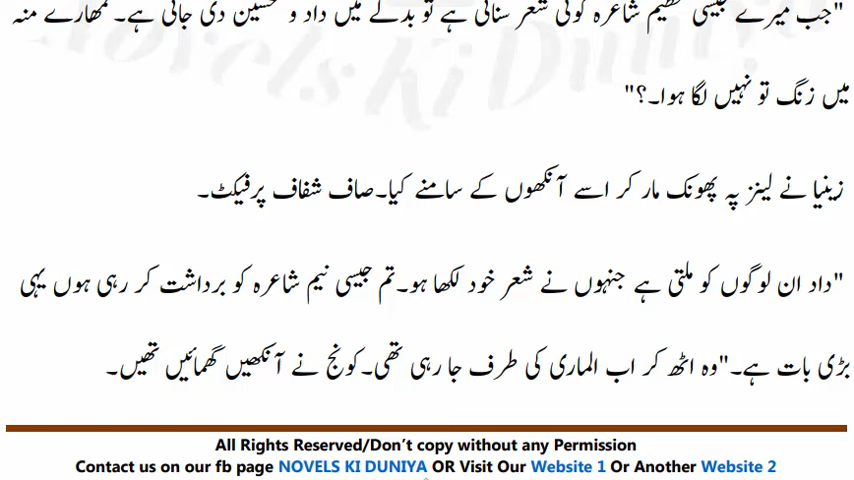 "جب میرے جیسی عظیم شاعرہ کوئی شعر سناتی ہے تو بدلے میں داد و تحسین دی جاتی ہے۔ تمھارے منہ
میں زنگ تو نہیں لگا ہوا۔؟"
زینیا نے لینز پہ پھونک مار کر اسے آنکھوں کے سامنے کیا۔صاف شفاف پرفیکٹ۔
"داد ان لوگوں کو ملتی ہے جنہوں نے شعر خود لکھا ہو۔تم جیسی نیم شاعرہ کو برداشت کر رہی ہوں یہی
بڑی بات ہے۔"وہ اٹھ کر اب الماری کی طرف جا رہی تھی۔کونج نے آنکھیں گھمائیں تھیں۔
Novels Ki Duniya
All Rights Reserved/Don't copy without any Permission
Contact us on our fb page NOVELS KI DUNIYA OR Visit Our Website 1 Or Another Website 2